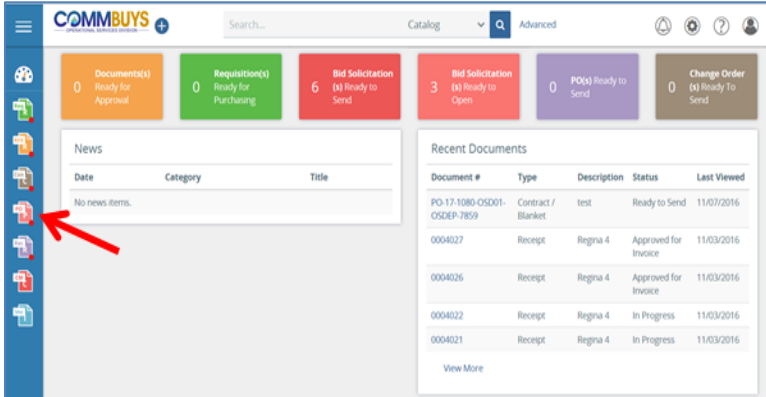 COMMBUYS
OPERATIONAL SERVICES DIVISION
Search...
Catalog
Advanced
0 Documents(s) Ready for Approval
0 Requisition(s) Ready for Purchasing
6 Bid Solicitation (s) Ready to Send
3 Bid Solicitation (s) Ready to Open
0 PO(s) Ready to Send
0 Change Order (s) Ready To Send
News
Date Category Title
No news items.
Recent Documents
Document # Type Description Status Last Viewed
PO-17-1080-OSD01-OSDEP-7859 Contract / Blanket test Ready to Send 11/07/2016
0004027 Receipt Regina 4 Approved for Invoice 11/03/2016
0004026 Receipt Regina 4 Approved for Invoice 11/03/2016
0004022 Receipt Regina 4 In Progress 11/03/2016
0004021 Receipt Regina 4 In Progress 11/03/2016
View More
PO